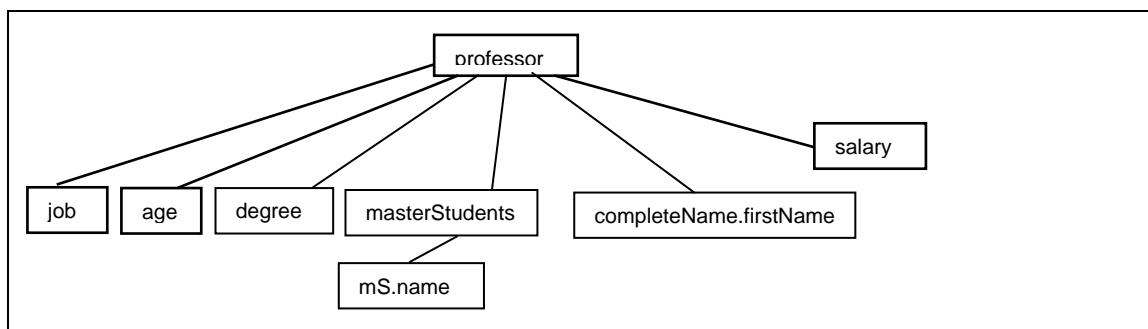 professor
salary
job
age
degree
masterStudents
completeName.firstName
mS.name